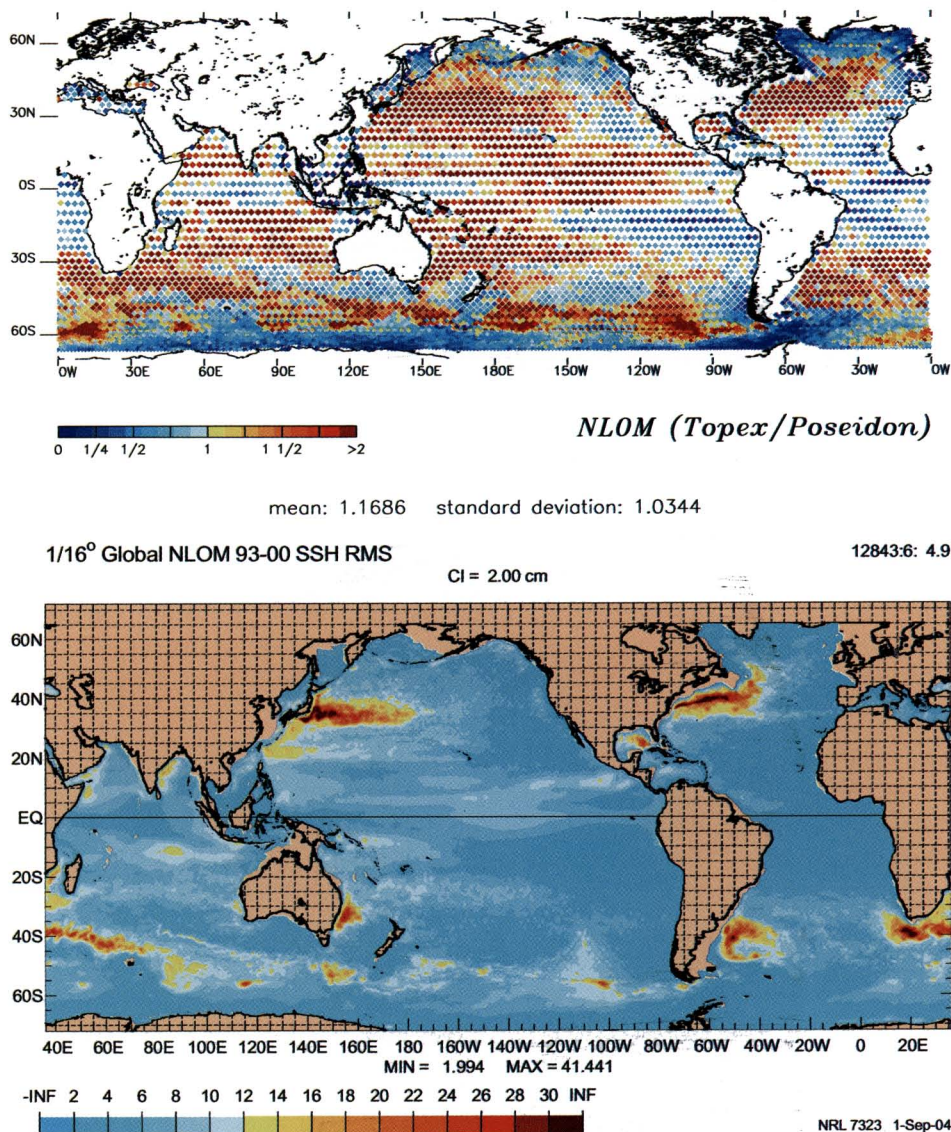 60N
30N
0S
30S
60S
0W 30E 60E 90E 120E 150E 180E 150W 120W 90W 60W 30W 0W
0 1/4 1/2 1 1 1/2 >2
NLOM (Topex/Poseidon)
mean: 1.1686 standard deviation: 1.0344
1/16° Global NLOM 93-00 SSH RMS
12843:6: 4.9
CI = 2.00 cm
60N
40N
20N
EQ
20S
40S
60S
40E 60E 80E 100E 120E 140E 160E 180 160W 140W 120W 100W 80W 60W 40W 20W 0 20E
MIN = 1.994 MAX = 41.441
-INF 2 4 6 8 10 12 14 16 18 20 22 24 26 28 30 INF
NRL 7323 1-Sep-04